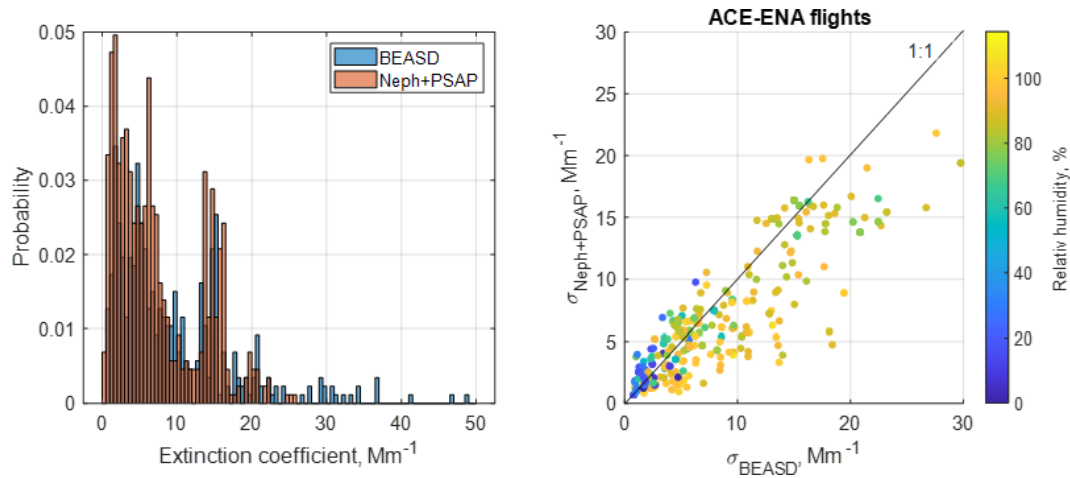 0.05
0.04
0.03
0.02
0.01
0
0 10 20 30 40 50
Probability
Extinction coefficient, Mm⁻¹
BEASD
Neph+PSAP
ACE-ENA flights
1:1
30
25
20
15
10
5
0
0 10 20 30
σNeph+PSAP, Mm⁻¹
σBEASD, Mm⁻¹
100
80
60
40
20
0
Relativ humidity, %